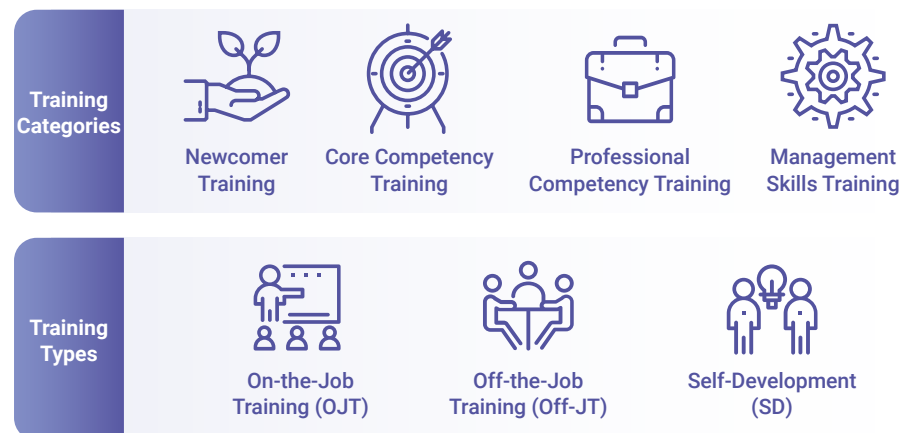 Training
Categories
Newcomer
Training
Core Competency
Training
Professional
Competency Training
Management
Skills Training
Training
Types
On-the-Job
Training (OJT)
Off-the-Job
Training (Off-JT)
Self-Development
(SD)